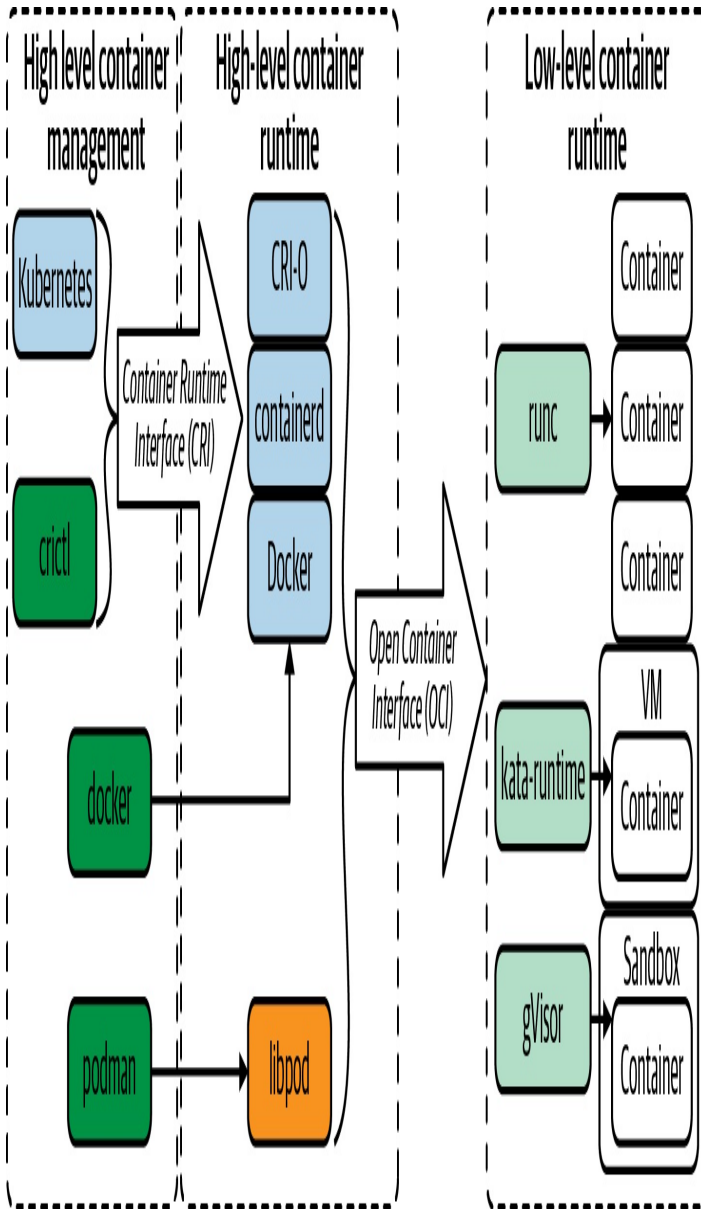 High level container
management
High-level container
runtime
Low-level container
runtime
Kubernetes
crictl
docker
podman
Container Runtime
Interface (CRI)
CRI-O
containerd
Docker
libpod
Open Container
Interface (OCI)
runc
Container
Container
Container
kata-runtime
VM
Container
gVisor
Sandbox
Container